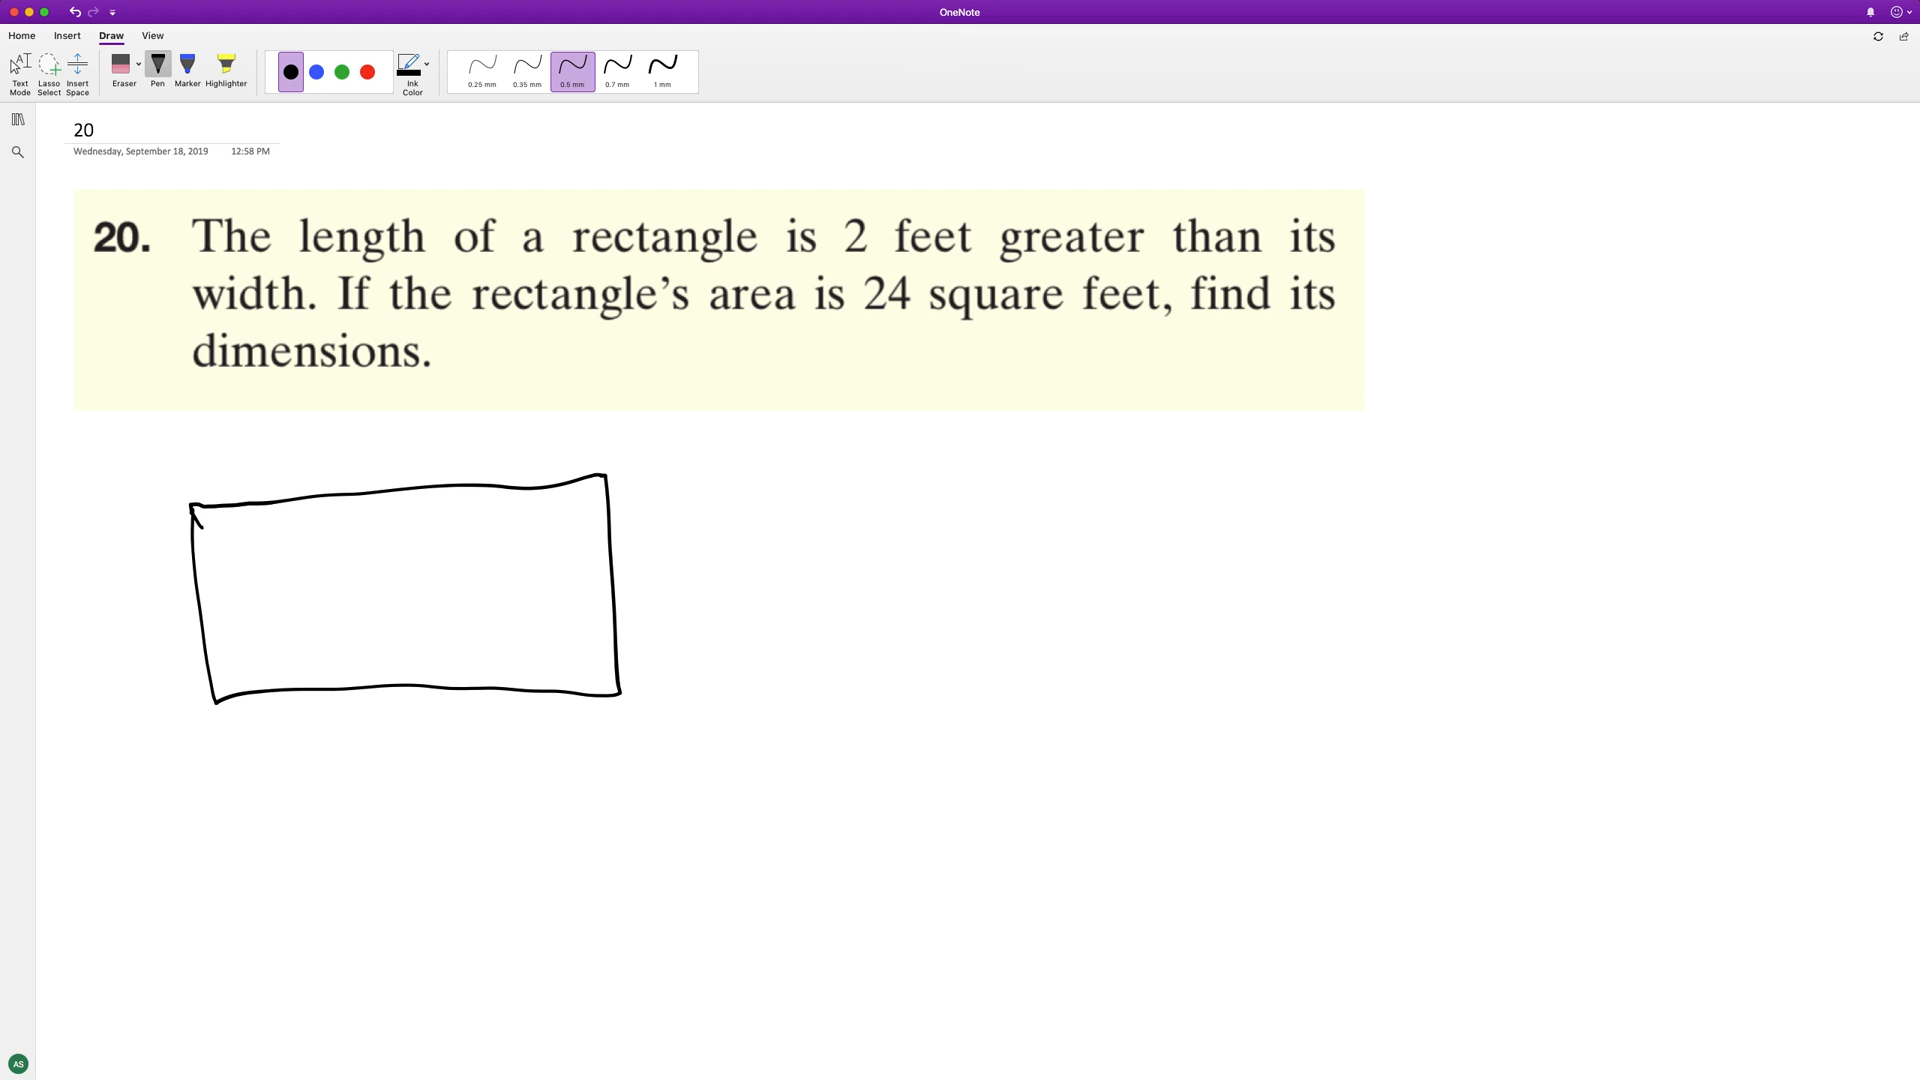 OneNote
Home Insert Draw View
Text Mode Lasso Select Insert Space Eraser Pen Marker Highlighter Ink Color 0.25 mm 0.35 mm 0.5 mm 0.7 mm 1 mm
20
Wednesday, September 18, 2019 12:58 PM
20. The length of a rectangle is 2 feet greater than its
width. If the rectangle's area is 24 square feet, find its
dimensions.
AS